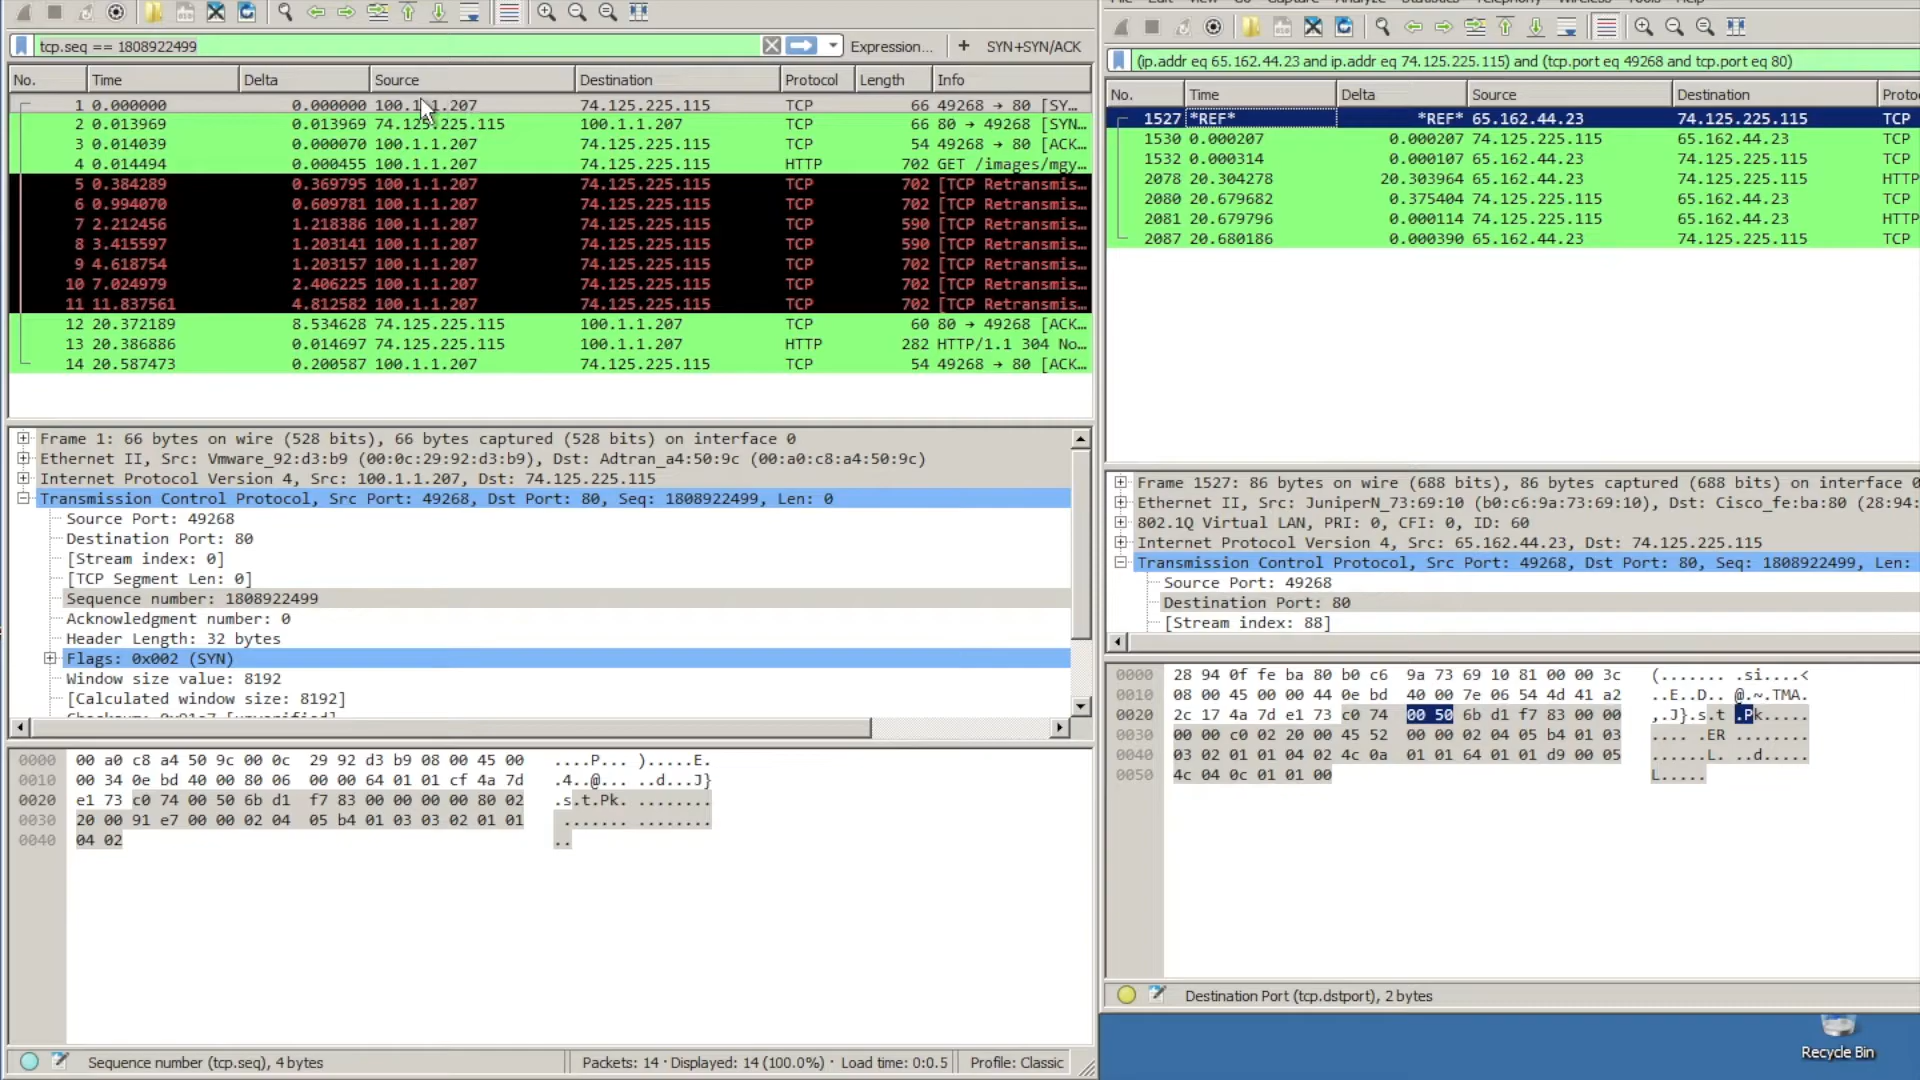 tcp.seq == 1808922499
Expression...
+
SYN+SYN/ACK
No. Time Delta Source Destination Protocol Length Info
1 0.000000 0.000000 100.1.1.207 74.125.225.115 TCP 66 49268 → 80 [SY…
2 0.013969 0.013969 74.125.225.115 100.1.1.207 TCP 66 80 → 49268 [SYN…
3 0.014039 0.000070 100.1.1.207 74.125.225.115 TCP 54 49268 → 80 [ACK…
4 0.014494 0.000455 100.1.1.207 74.125.225.115 HTTP 702 GET /images/mgy…
5 0.384289 0.369795 100.1.1.207 74.125.225.115 TCP 702 [TCP Retransmis…
6 0.994070 0.609781 100.1.1.207 74.125.225.115 TCP 702 [TCP Retransmis…
7 2.212456 1.218386 100.1.1.207 74.125.225.115 TCP 590 [TCP Retransmis…
8 3.415597 1.203141 100.1.1.207 74.125.225.115 TCP 590 [TCP Retransmis…
9 4.618754 1.203157 100.1.1.207 74.125.225.115 TCP 702 [TCP Retransmis…
10 7.024979 2.406225 100.1.1.207 74.125.225.115 TCP 702 [TCP Retransmis…
11 11.837561 4.812582 100.1.1.207 74.125.225.115 TCP 702 [TCP Retransmis…
12 20.372189 8.534628 74.125.225.115 100.1.1.207 TCP 60 80 → 49268 [ACK…
13 20.386886 0.014697 74.125.225.115 100.1.1.207 HTTP 282 HTTP/1.1 304 No…
14 20.587473 0.200587 100.1.1.207 74.125.225.115 TCP 54 49268 → 80 [ACK…
Frame 1: 66 bytes on wire (528 bits), 66 bytes captured (528 bits) on interface 0
Ethernet II, Src: Vmware_92:d3:b9 (00:0c:29:92:d3:b9), Dst: Adtran_a4:50:9c (00:a0:c8:a4:50:9c)
Internet Protocol Version 4, Src: 100.1.1.207, Dst: 74.125.225.115
Transmission Control Protocol, Src Port: 49268, Dst Port: 80, Seq: 1808922499, Len: 0
Source Port: 49268
Destination Port: 80
[Stream index: 0]
[TCP Segment Len: 0]
Sequence number: 1808922499
Acknowledgment number: 0
Header Length: 32 bytes
Flags: 0x002 (SYN)
Window size value: 8192
[Calculated window size: 8192]
0000 00 a0 c8 a4 50 9c 00 0c 29 92 d3 b9 08 00 45 00 ....P... ).....E.
0010 00 34 0e bd 40 00 80 06 00 00 64 01 01 cf 4a 7d .4..@... ..d...J}
0020 e1 73 c0 74 00 50 6b d1 f7 83 00 00 00 00 80 02 .s.t.Pk. ........
0030 20 00 91 e7 00 00 02 04 05 b4 01 03 03 02 01 01 ....... ........
0040 04 02 ..
Sequence number (tcp.seq), 4 bytes
Packets: 14 · Displayed: 14 (100.0%) · Load time: 0:0.5
Profile: Classic
(ip.addr eq 65.162.44.23 and ip.addr eq 74.125.225.115) and (tcp.port eq 49268 and tcp.port eq 80)
No. Time Delta Source Destination Proto
1527 *REF* *REF* 65.162.44.23 74.125.225.115 TCP
1530 0.000207 0.000207 74.125.225.115 65.162.44.23 TCP
1532 0.000314 0.000107 65.162.44.23 74.125.225.115 TCP
2078 20.304278 20.303964 65.162.44.23 74.125.225.115 HTTP
2080 20.679682 0.375404 74.125.225.115 65.162.44.23 TCP
2081 20.679796 0.000114 74.125.225.115 65.162.44.23 HTTP
2087 20.680186 0.000390 65.162.44.23 74.125.225.115 TCP
Frame 1527: 86 bytes on wire (688 bits), 86 bytes captured (688 bits) on interface 0
Ethernet II, Src: JuniperN_73:69:10 (b0:c6:9a:73:69:10), Dst: Cisco_fe:ba:80 (28:94:
802.1Q Virtual LAN, PRI: 0, CFI: 0, ID: 60
Internet Protocol Version 4, Src: 65.162.44.23, Dst: 74.125.225.115
Transmission Control Protocol, Src Port: 49268, Dst Port: 80, Seq: 1808922499, Len:
Source Port: 49268
Destination Port: 80
[Stream index: 88]
0000 28 94 0f fe ba 80 b0 c6 9a 73 69 10 81 00 00 3c (....... .si....<
0010 08 00 45 00 00 44 0e bd 40 00 7e 06 54 4d 41 a2 ..E..D.. @.~.TMA.
0020 2c 17 4a 7d e1 73 c0 74 00 50 6b d1 f7 83 00 00 ,.J}.s.t .Pk.....
0030 00 00 c0 02 20 00 45 52 00 00 02 04 05 b4 01 03 .... .ER ........
0040 03 02 01 01 04 02 4c 0a 01 01 64 01 01 d9 00 05 ......L. ..d.....
0050 4c 04 0c 01 01 00 L.....
Destination Port (tcp.dstport), 2 bytes
Recycle Bin